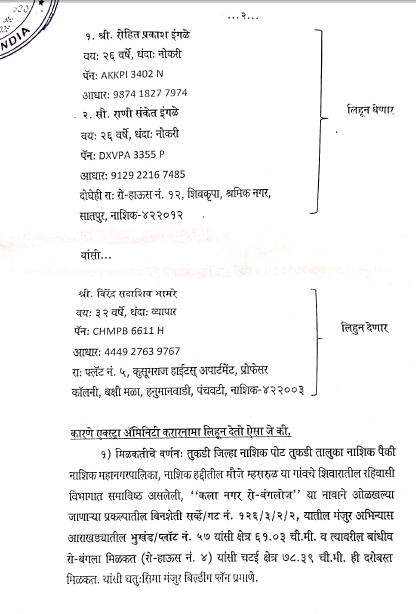 ...२...
१. श्री. रोहित प्रकाश इंगळे
वय: २६ वर्षे, धंदा: नोकरी
पॅन: AKKPI 3402 N
आधार: 9874 1827 7974
लिहून घेणार
२. सौ. राणी संकेत इंगळे
वय: २६ वर्षे, धंदा: नोकरी
पॅन: DXVPA 3355 P
आधार: 9129 2216 7485
दोघेही रा: रो-हाऊस नं. १२, शिवकृपा, श्रमिक नगर,
सातपुर, नाशिक-४२२०१२
यांसी...
श्री. विरेंद्र सदाशिव भामरे
वय: ३२ वर्षे, धंदा: व्यापार
पॅन: CHMPB 6611 H
लिहुन देणार
आधार: 4449 2763 9767
रा: फ्लॅट नं. ५, कुसूमराज हाईटस् अपार्टमेंट, प्रोफेसर
कॉलनी, बक्षी मळा, हनुमानवाडी, पंचवटी, नाशिक-४२२००३
कारणे एक्स्ट्रा अॅमिनिटी करारनामा लिहून देतो ऐसा जे की,
१) मिळकतीचे वर्णन: तुकडी जिल्हा नाशिक पोट तुकडी तालुका नाशिक पैकी
नाशिक महानगरपालिका, नाशिक हद्दीतील मौजे म्हसरुळ या गांवचे शिवारातील रहिवासी
विभागात समाविष्ट असलेली, "कला नगर रो-बंगलोज" या नावाने ओळखल्या
जाणाऱ्या प्रकल्पातील बिनशेती सर्व्हे/गट नं. १२६/३/२/२, यातील मंजुर अभिन्यास
आराखड्यातील भुखंड/प्लॉट नं. ५७ यांसी क्षेत्र ६१.०३ चौ.मी. व त्यावरील बांधीव
रो-बंगला मिळकत (रो-हाऊस नं. ४) यांसी चटई क्षेत्र ७८.३९ चौ.मी. ही दरोबस्त
मिळकत. यांसी चतु:सिमा मंजुर बिल्डींग प्लॅन प्रमाणे.
INDIA